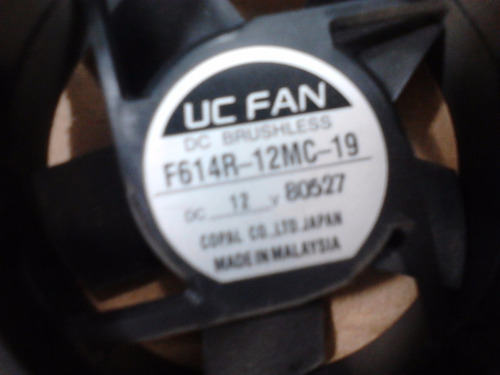 UC FAN
DC BRUSHLESS
F614R-12MC-19
DC 12 V 80527
COPAL CO.,LTD.JAPAN
MADE IN MALAYSIA